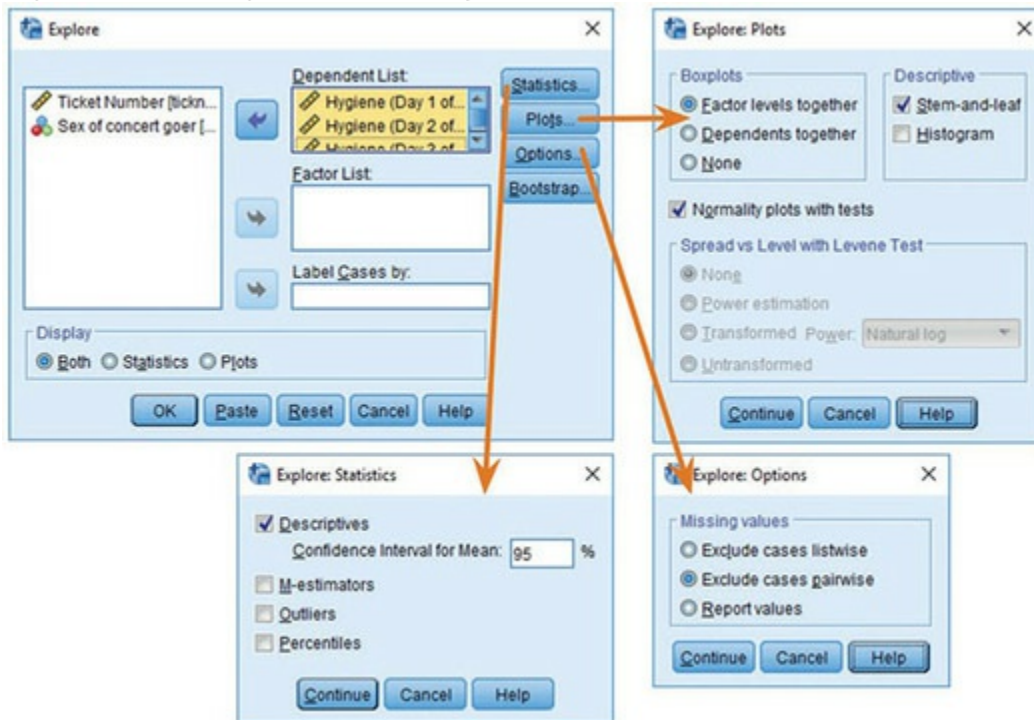 Explore
Ticket Number [tickn...
Sex of concert goer [...
Dependent List:
Hygiene (Day 1 of...
Hygiene (Day 2 of...
Hygiene (Day 3 of
Factor List:
Label Cases by:
Statistics...
Plots...
Options...
Bootstrap...
Display
Both Statistics Plots
OK Paste Reset Cancel Help
Explore: Plots
Boxplots
Factor levels together
Dependents together
None
Descriptive
Stem-and-leaf
Histogram
Normality plots with tests
Spread vs Level with Levene Test
None
Power estimation
Transformed Power: Natural log
Untransformed
Continue Cancel Help
Explore: Statistics
Descriptives
Confidence Interval for Mean: 95 %
M-estimators
Outliers
Percentiles
Continue Cancel Help
Explore: Options
Missing values
Exclude cases listwise
Exclude cases pairwise
Report values
Continue Cancel Help